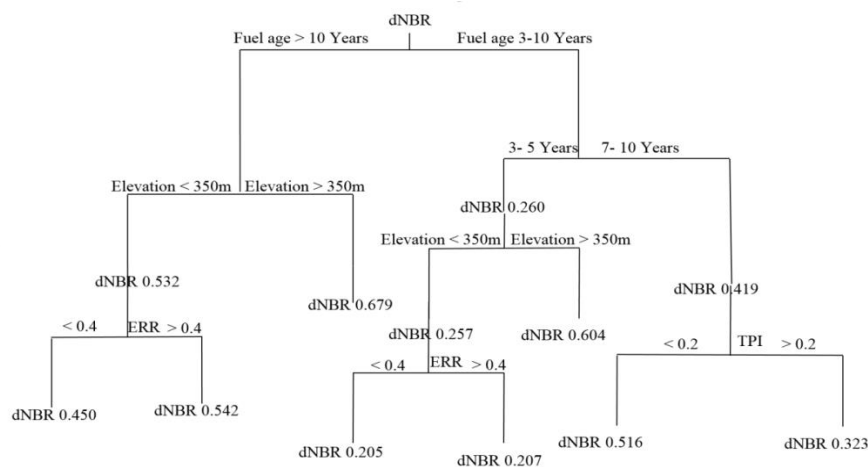 dNBR
Fuel age > 10 Years
Fuel age 3-10 Years
3- 5 Years
7- 10 Years
Elevation < 350m
Elevation > 350m
dNBR 0.260
Elevation < 350m
Elevation > 350m
dNBR 0.532
dNBR 0.679
dNBR 0.419
< 0.4
ERR
> 0.4
dNBR 0.257
dNBR 0.604
< 0.2
TPI
> 0.2
< 0.4
ERR
> 0.4
dNBR 0.450
dNBR 0.542
dNBR 0.205
dNBR 0.207
dNBR 0.516
dNBR 0.323